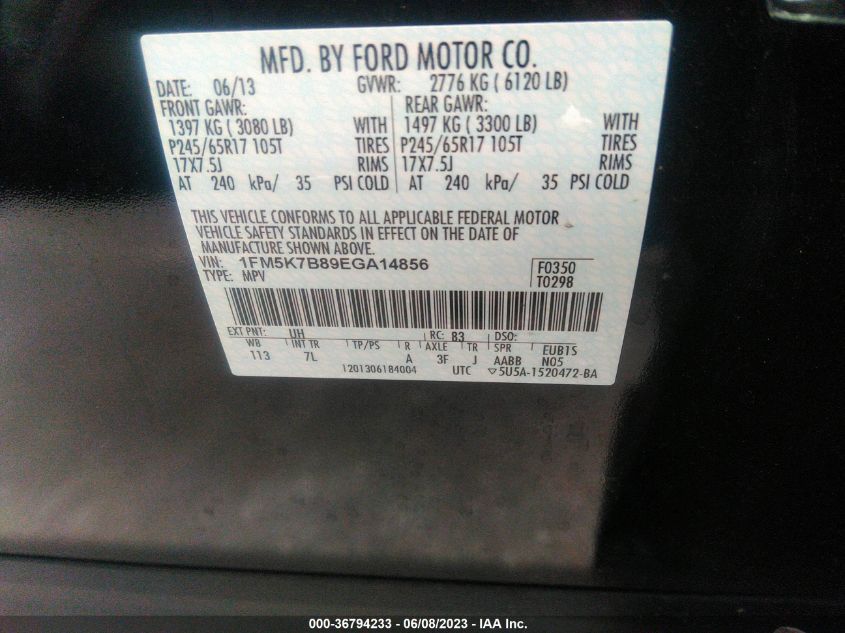 MFD. BY FORD MOTOR CO.
DATE: 06/13 GVWR: 2776 KG ( 6120 LB)
FRONT GAWR: REAR GAWR:
1397 KG ( 3080 LB) WITH 1497 KG ( 3300 LB) WITH
P245/65R17 105T TIRES P245/65R17 105T TIRES
17X7.5J RIMS 17X7.5J RIMS
AT 240 kPa/ 35 PSI COLD AT 240 kPa/ 35 PSI COLD
THIS VEHICLE CONFORMS TO ALL APPLICABLE FEDERAL MOTOR
VEHICLE SAFETY STANDARDS IN EFFECT ON THE DATE OF
MANUFACTURE SHOWN ABOVE.
VIN: 1FM5K7B89EGA14856 F0350
TYPE: MPV T0298
EXT PNT: UH RC: 83 DSO:
WB INT TR TP/PS R AXLE TR SPR EUB1S
113 7L A 3F J AABB N05
1201306184004 UTC ▽5U5A-1520472-BA
000-36794233 - 06/08/2023 - IAA Inc.